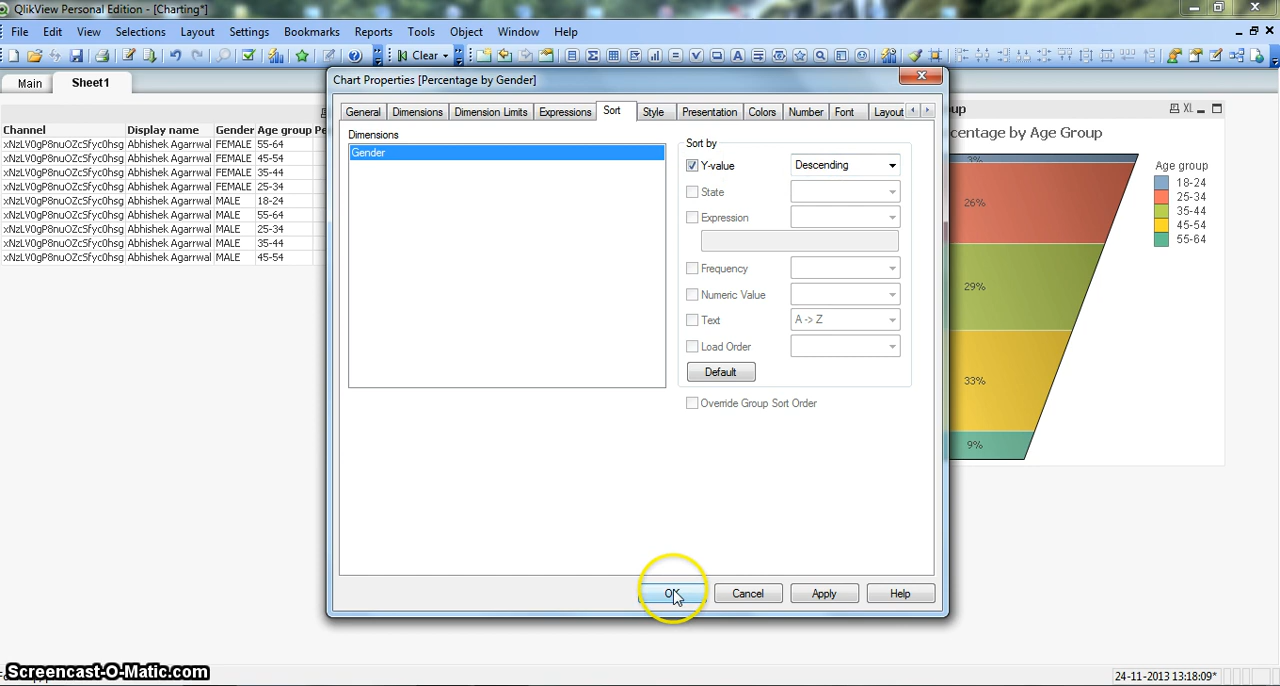 QlikView Personal Edition - [Charting*]
File Edit View Selections Layout Settings Bookmarks Reports Tools Object Window Help
Clear
Main Sheet1
Chart Properties [Percentage by Gender]
General Dimensions Dimension Limits Expressions Sort Style Presentation Colors Number Font Layout
Channel Display name Gender Age group
xNzLV0gP8nuOZcSfyc0hsg Abhishek Agarrwal FEMALE 55-64
xNzLV0gP8nuOZcSfyc0hsg Abhishek Agarrwal FEMALE 45-54
xNzLV0gP8nuOZcSfyc0hsg Abhishek Agarrwal FEMALE 35-44
xNzLV0gP8nuOZcSfyc0hsg Abhishek Agarrwal FEMALE 25-34
xNzLV0gP8nuOZcSfyc0hsg Abhishek Agarrwal MALE 18-24
xNzLV0gP8nuOZcSfyc0hsg Abhishek Agarrwal MALE 55-64
xNzLV0gP8nuOZcSfyc0hsg Abhishek Agarrwal MALE 25-34
xNzLV0gP8nuOZcSfyc0hsg Abhishek Agarrwal MALE 35-44
xNzLV0gP8nuOZcSfyc0hsg Abhishek Agarrwal MALE 45-54
Dimensions
Gender
Sort by
Y-value Descending
State
Expression
Frequency
Numeric Value
Text A -> Z
Load Order
Default
Override Group Sort Order
OK Cancel Apply Help
XL
centage by Age Group
Age group
18-24
25-34
35-44
45-54
55-64
3%
26%
29%
33%
9%
Screencast-O-Matic.com
24-11-2013 13:18:09*